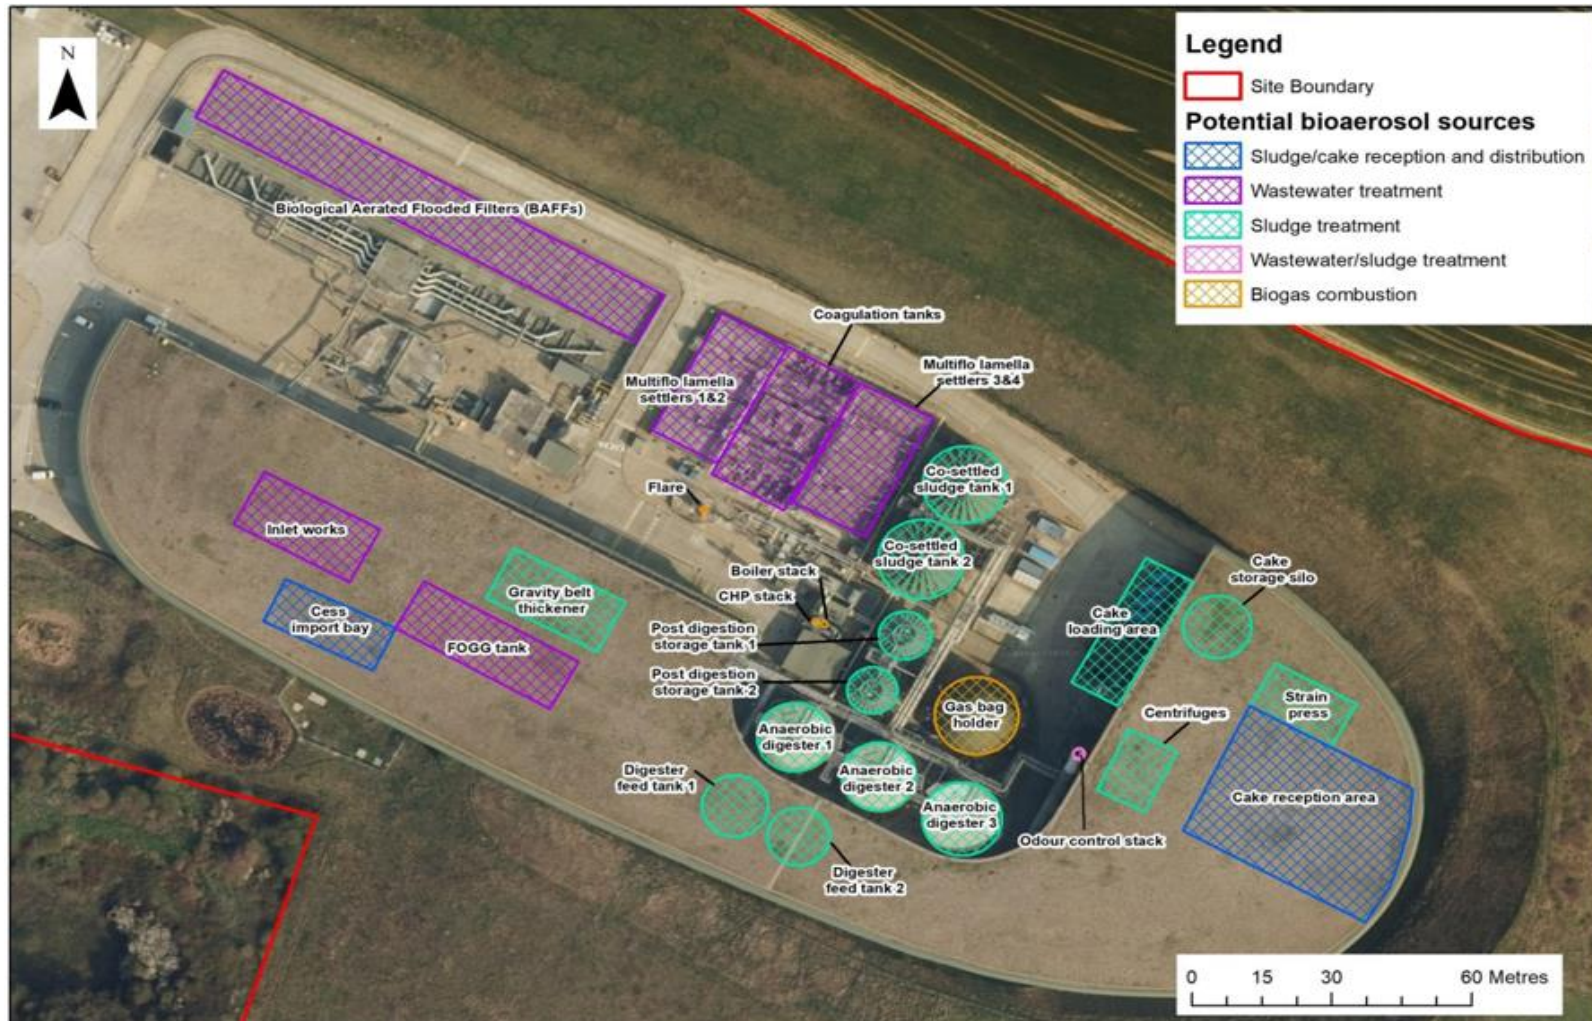 N
Legend
Site Boundary
Potential bioaerosol sources
Sludge/cake reception and distribution
Wastewater treatment
Sludge treatment
Wastewater/sludge treatment
Biogas combustion
Biological Aerated Flooded Filters (BAFFs)
Coagulation tanks
Multiflo lamella
settlers 1&2
Multiflo lamella
settlers 3&4
Co-settled
sludge tank 1
Flare
Inlet works
Co-settled
sludge tank 2
Boiler stack
CHP stack
Gravity belt
thickener
Cess
import bay
FOGG tank
Post digestion
storage tank 1
Post digestion
storage tank 2
Cake
loading area
Cake
storage silo
Strain
press
Centrifuges
Gas bag
holder
Anaerobic
digester 1
Anaerobic
digester 2
Anaerobic
digester 3
Digester
feed tank 1
Digester
feed tank 2
Cake reception area
Odour control stack
0 15 30 60 Metres